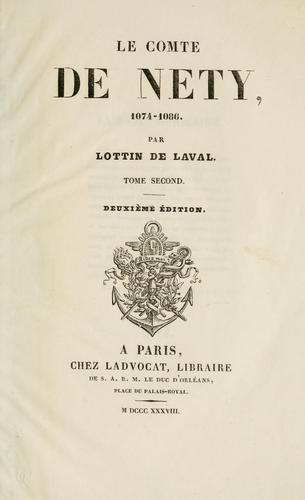 LE COMTE
DE NETY,
1074-1086.
PAR
LOTTIN DE LAVAL.
TOME SECOND.
DEUXIÈME ÉDITION.
A PARIS,
CHEZ LADVOCAT, LIBRAIRE
DE S. A. R. M. LE DUC D'ORLÉANS,
PLACE DU PALAIS-ROYAL.
M DCCC XXXVIII.